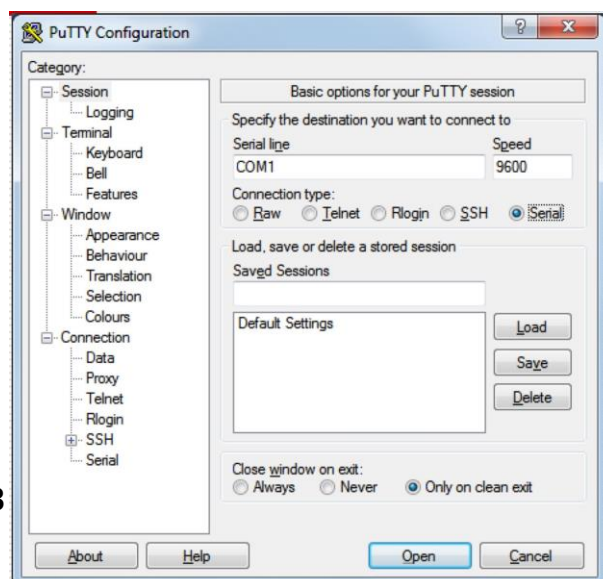 PuTTY Configuration
Category:
Session
Logging
Terminal
Keyboard
Bell
Features
Window
Appearance
Behaviour
Translation
Selection
Colours
Connection
Data
Proxy
Telnet
Rlogin
SSH
Serial
Basic options for your PuTTY session
Specify the destination you want to connect to
Serial line Speed
COM1 9600
Connection type:
Raw Telnet Rlogin SSH Serial
Load, save or delete a stored session
Saved Sessions
Default Settings
Load
Save
Delete
Close window on exit:
Always Never Only on clean exit
About Help Open Cancel